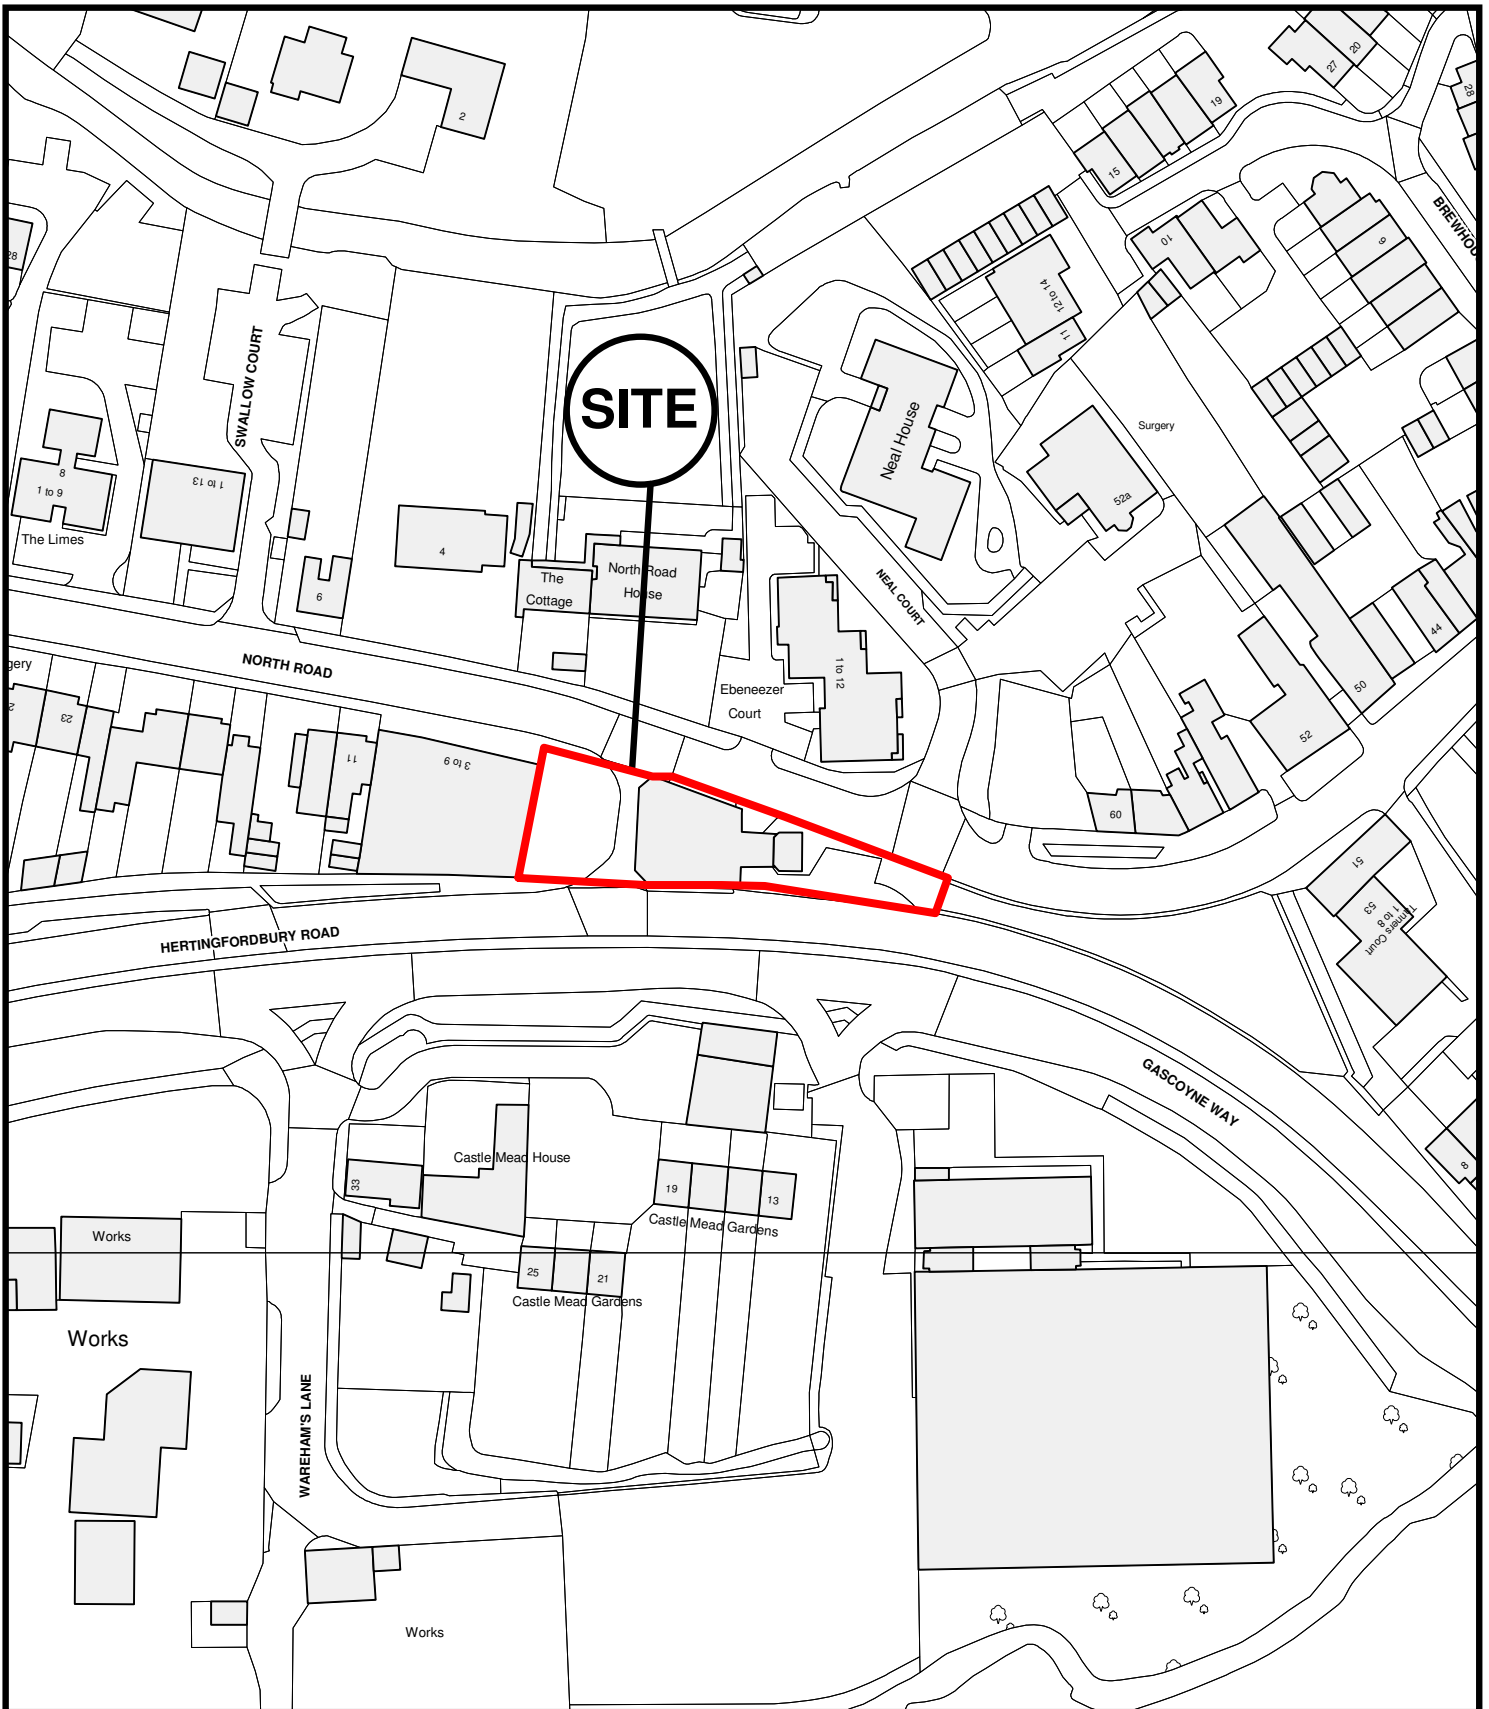 2
27
20
28
19
15
BREWHOU
28
10
9
12 to 14
11
SWALLOW COURT
SITE
Neal House
Surgery
8
1 to 9
1 to 13
The Limes
52a
4
The
Cottage
North Road
House
NEAL COURT
6
44
NORTH ROAD
gery
1 to 12
Ebeneezer
Court
50
23
11
3 to 9
52
60
51
53
1 to 8
Tanners Court
HERTINGFORDBURY ROAD
GASCOYNE WAY
33
Castle Mead House
19
13
Castle Mead Gardens
8
Works
25
21
Castle Mead Gardens
Works
WAREHAM'S LANE
Works